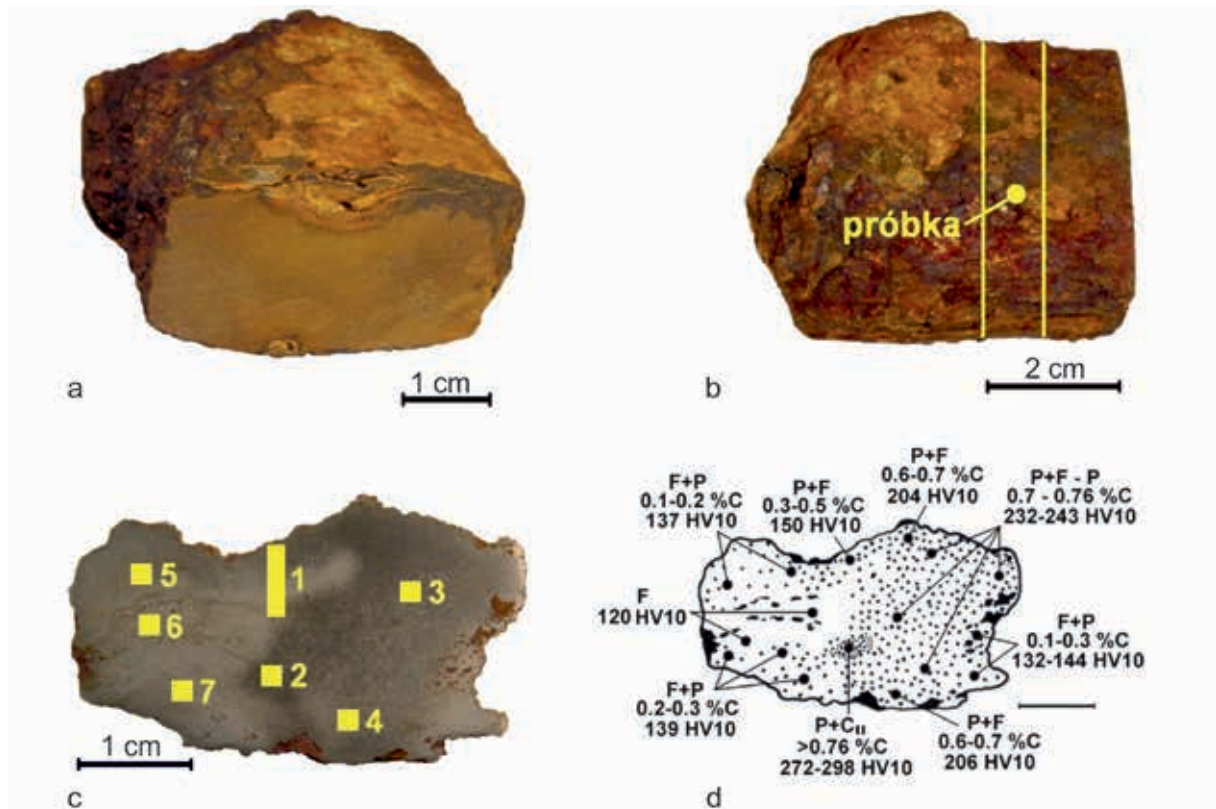 próbka
a
1 cm
b
2 cm
1
2
3
4
5
6
7
1 cm
c
F+P
0.1-0.2 %C
137 HV10
P+F
0.3-0.5 %C
150 HV10
P+F
0.6-0.7 %C
204 HV10
P+F - P
0.7 - 0.76 %C
232-243 HV10
F
120 HV10
F+P
0.1-0.3 %C
132-144 HV10
F+P
0.2-0.3 %C
139 HV10
P+C_II
>0.76 %C
272-298 HV10
P+F
0.6-0.7 %C
206 HV10
d